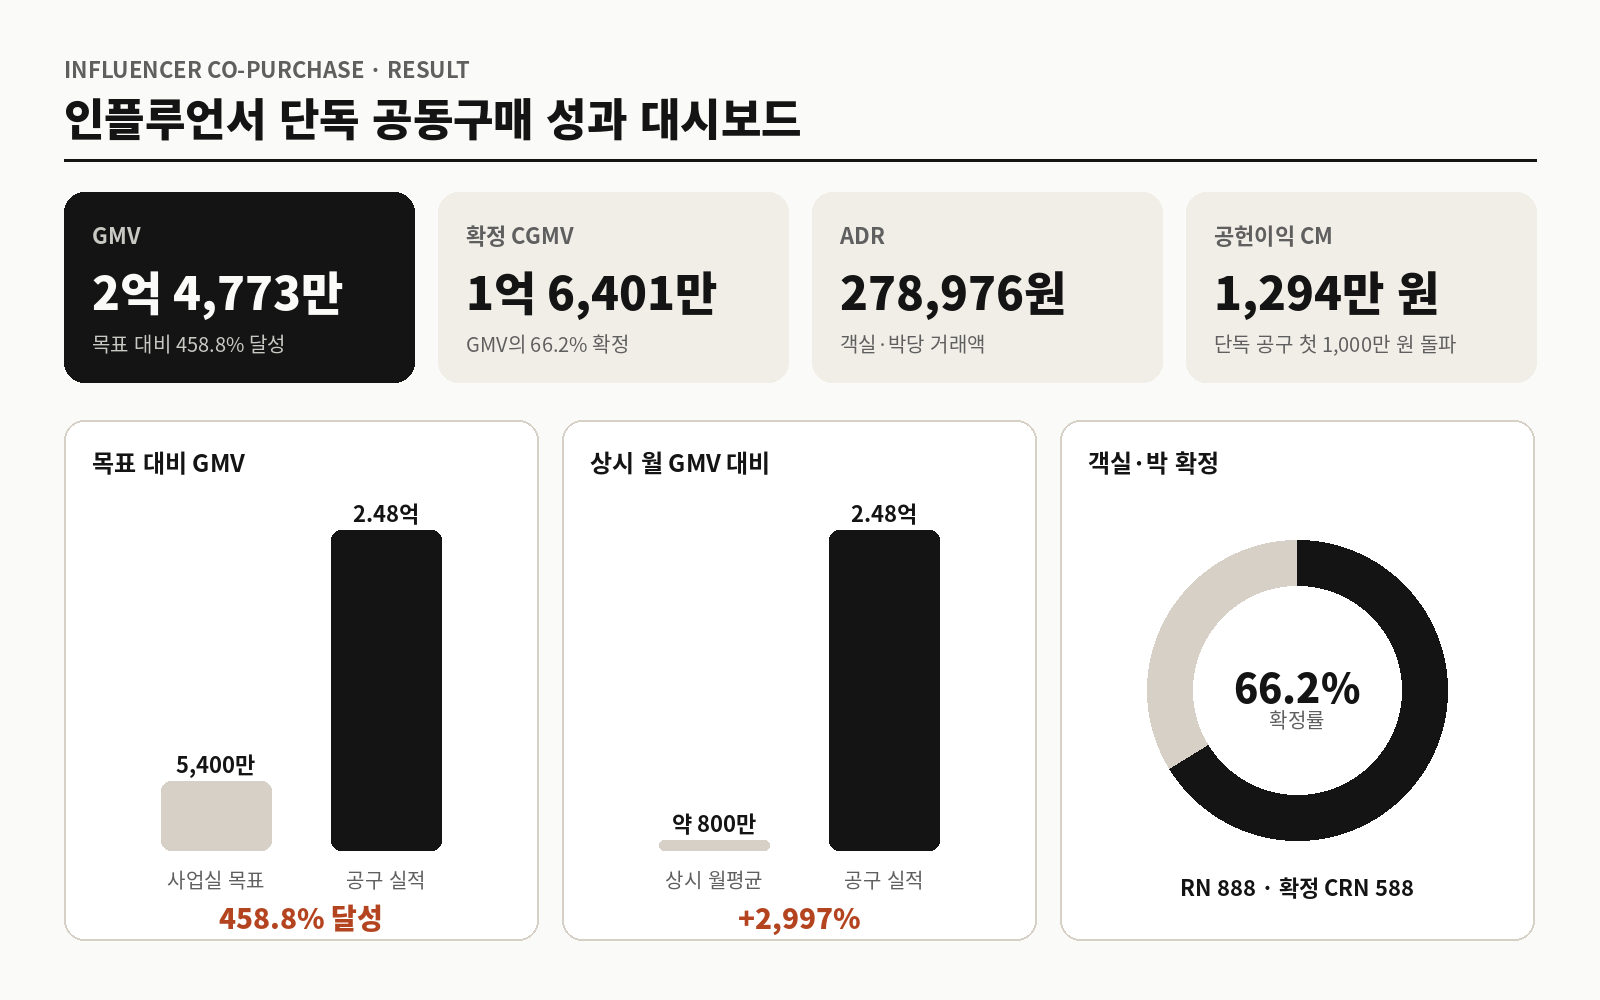 INFLUENCER CO-PURCHASE · RESULT
인플루언서 단독 공동구매 성과 대시보드
GMV
2억 4,773만
목표 대비 458.8% 달성
확정 CGMV
1억 6,401만
GMV의 66.2% 확정
ADR
278,976원
객실·박당 거래액
공헌이익 CM
1,294만 원
단독 공구 첫 1,000만 원 돌파
목표 대비 GMV
2.48억
5,400만
사업실 목표
공구 실적
458.8% 달성
상시 월 GMV 대비
2.48억
약 800만
상시 월평균
공구 실적
+2,997%
객실·박 확정
66.2%
확정률
RN 888 · 확정 CRN 588